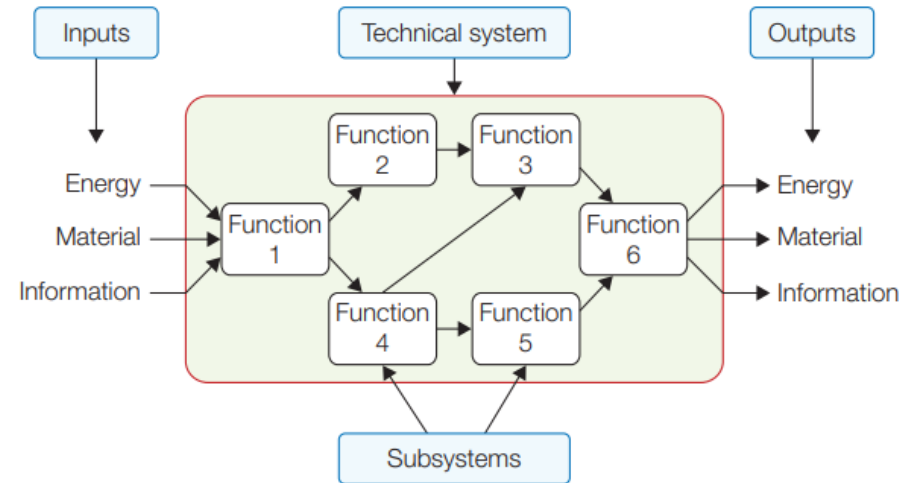 Inputs
Technical system
Outputs
Function
2
Function
3
Energy
Energy
Function
1
Function
6
Material
Material
Information
Information
Function
4
Function
5
Subsystems